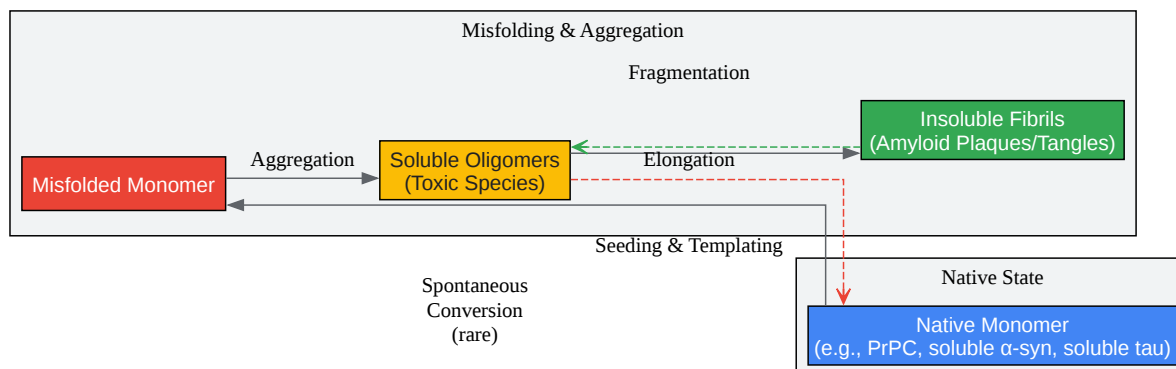 Misfolding & Aggregation
Fragmentation
Insoluble Fibrils
(Amyloid Plaques/Tangles)
Aggregation
Soluble Oligomers
(Toxic Species)
Elongation
Misfolded Monomer
Seeding & Templating
Spontaneous
Conversion
(rare)
Native State
Native Monomer
(e.g., PrPC, soluble α-syn, soluble tau)